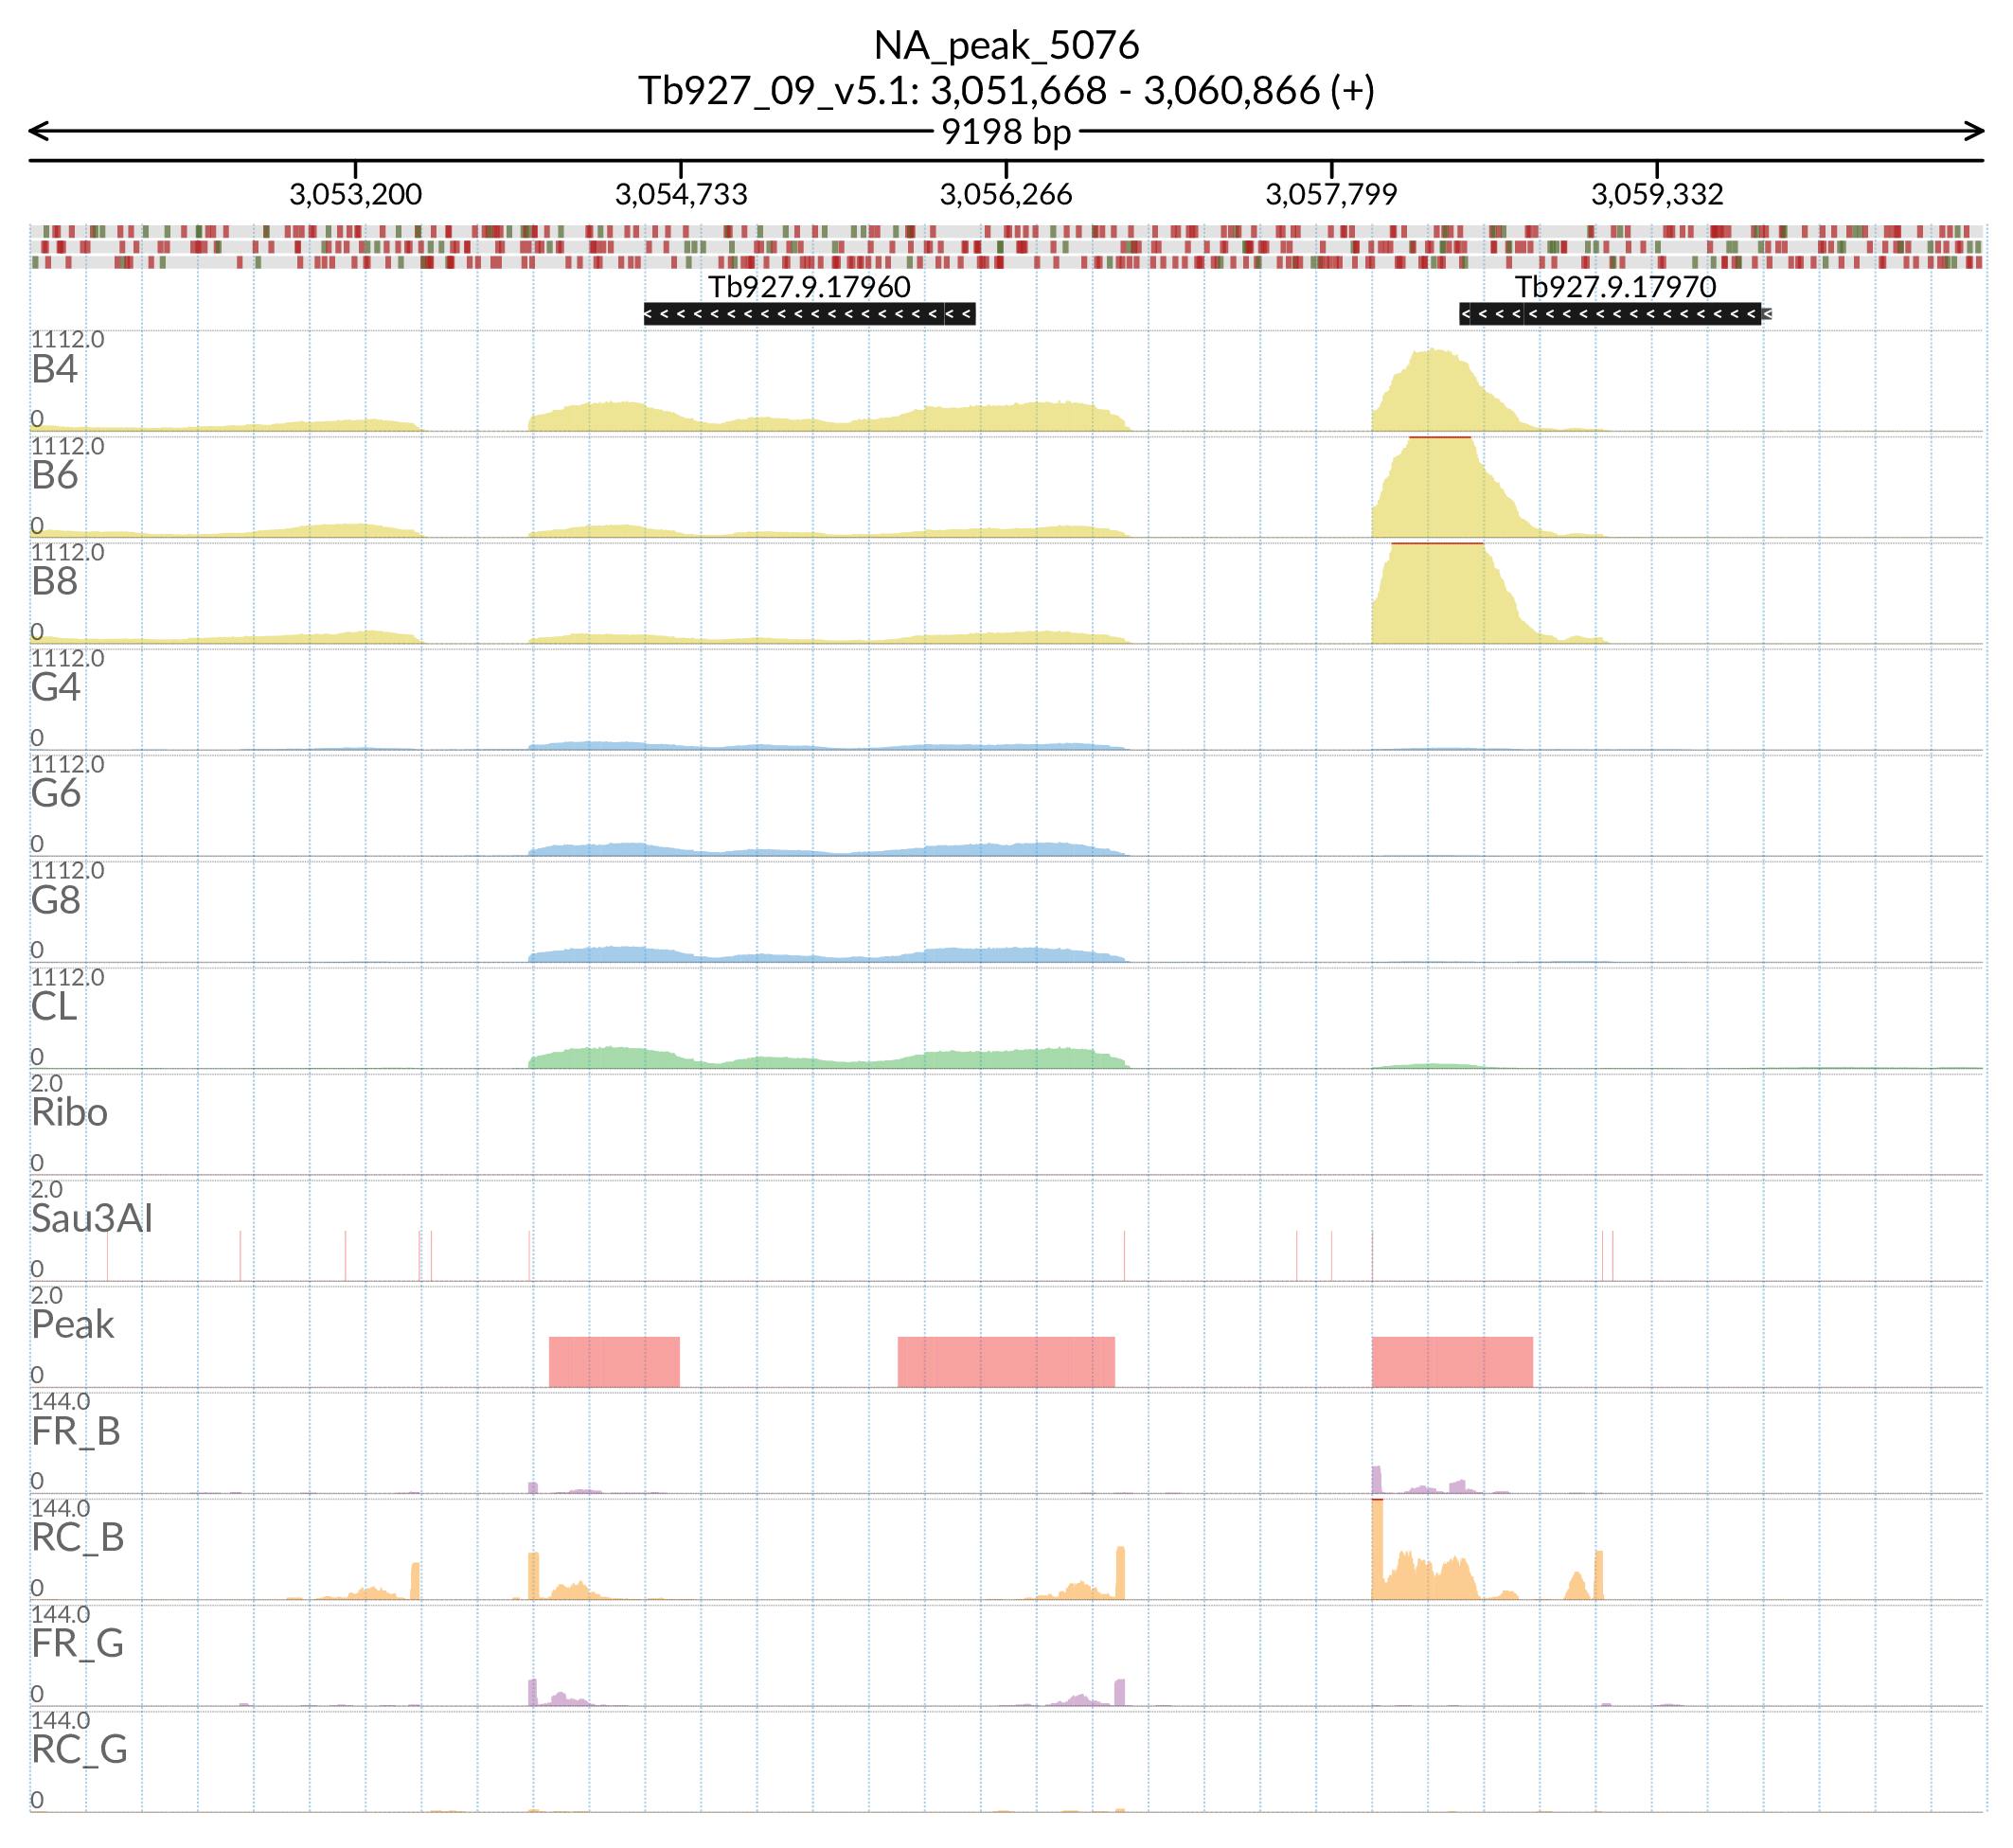 NA_peak_5076
Tb927_09_v5.1: 3,051,668 - 3,060,866 (+)
9198 bp
3,053,200 3,054,733 3,056,266 3,057,799 3,059,332
Tb927.9.17960 Tb927.9.17970
1112.0
B4
0
1112.0
B6
0
1112.0
B8
0
1112.0
G4
0
1112.0
G6
0
1112.0
G8
0
1112.0
CL
0
2.0
Ribo
0
2.0
Sau3AI
0
2.0
Peak
0
144.0
FR_B
0
144.0
RC_B
0
144.0
FR_G
0
144.0
RC_G
0